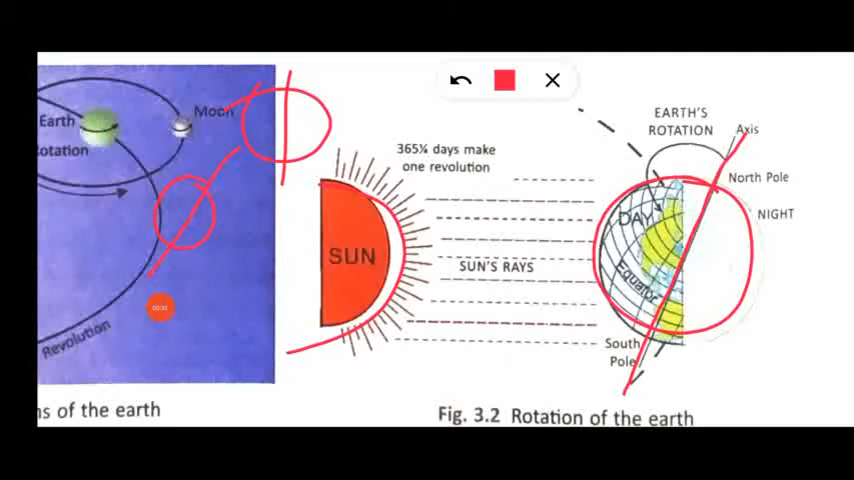 Moon
Earth
Rotation
Revolution
ns of the earth
365¼ days make
one revolution
SUN
SUN'S RAYS
EARTH'S
ROTATION
Axis
North Pole
NIGHT
DAY
Equator
South
Pole
Fig. 3.2 Rotation of the earth